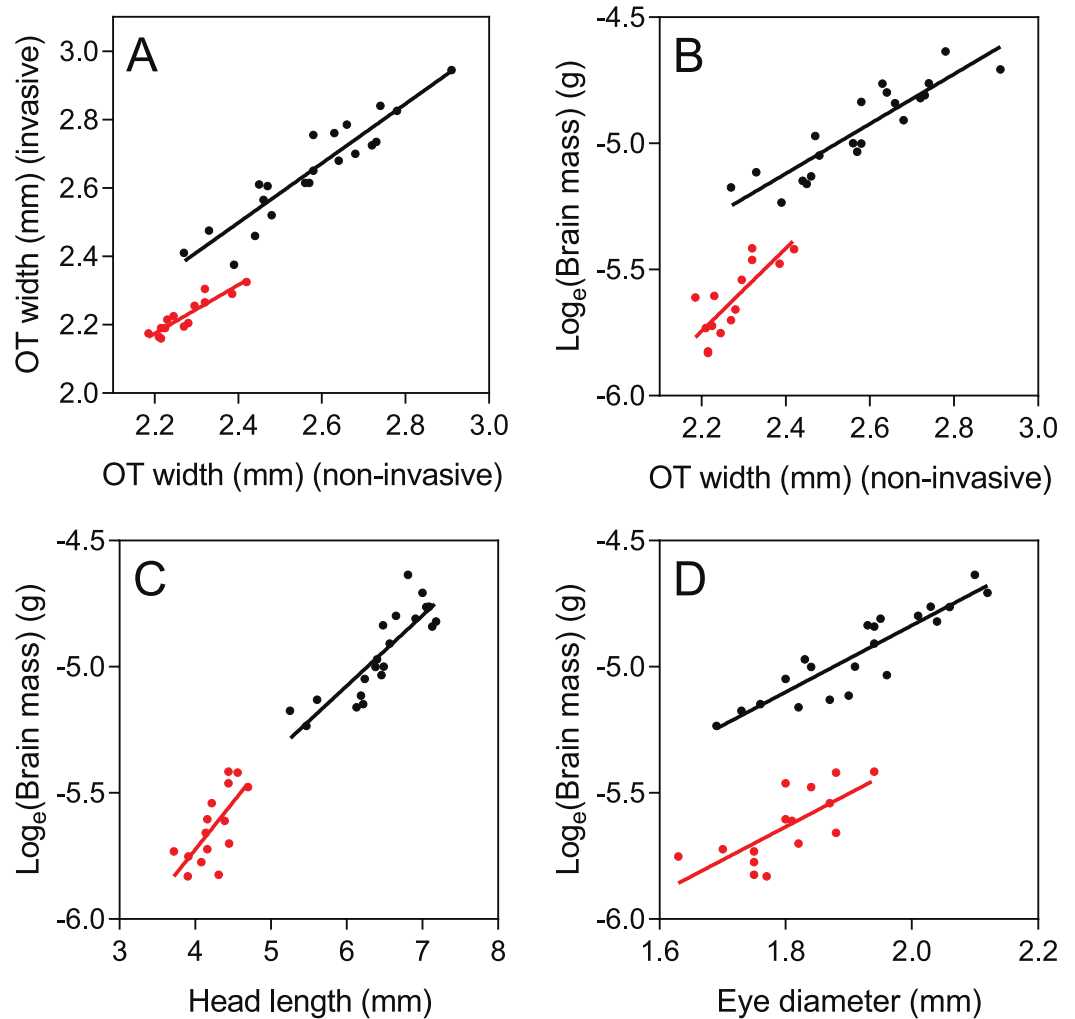 A
OT width (mm) (invasive)
3.0
2.8
2.6
2.4
2.2
2.0
2.2 2.4 2.6 2.8 3.0
OT width (mm) (non-invasive)
B
Logₑ(Brain mass) (g)
-4.5
-5.0
-5.5
-6.0
2.2 2.4 2.6 2.8 3.0
OT width (mm) (non-invasive)
C
Logₑ(Brain mass) (g)
-4.5
-5.0
-5.5
-6.0
3 4 5 6 7 8
Head length (mm)
D
Logₑ(Brain mass) (g)
-4.5
-5.0
-5.5
-6.0
1.6 1.8 2.0 2.2
Eye diameter (mm)